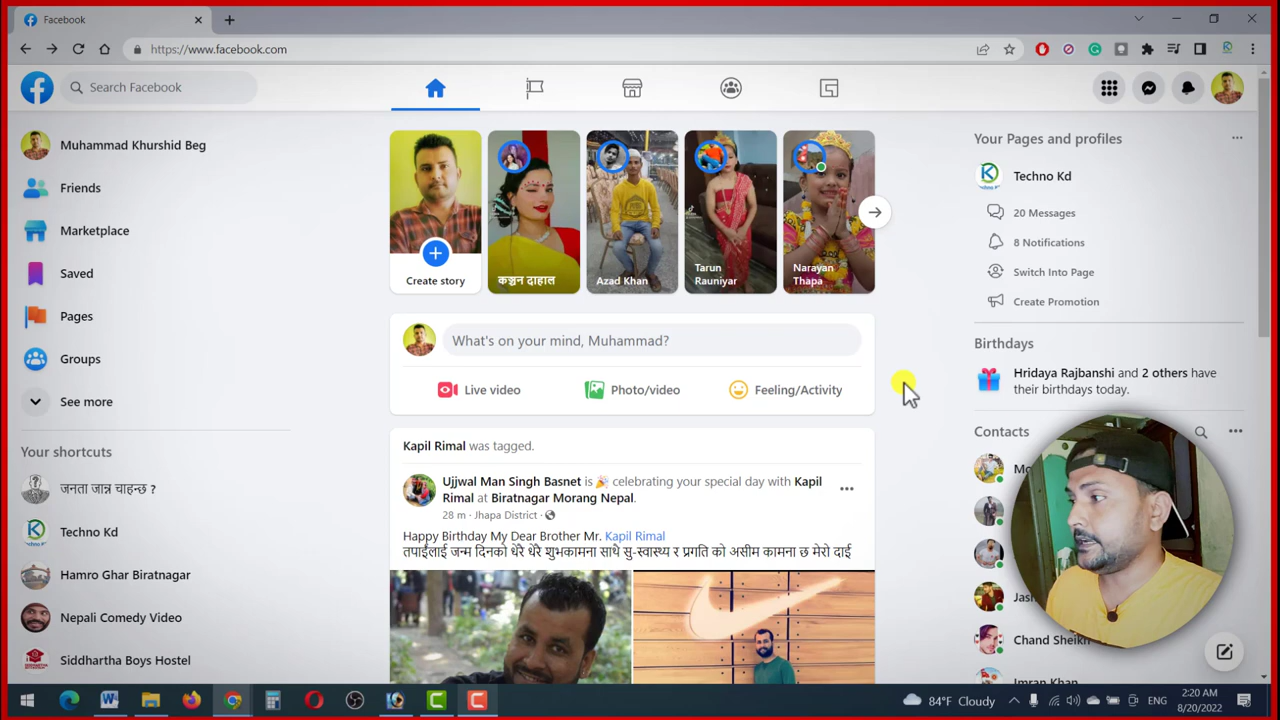 Facebook
https://www.facebook.com
Search Facebook
Muhammad Khurshid Beg
Friends
Marketplace
Saved
Pages
Groups
See more
Your shortcuts
जनता जान्न चाहन्छ ?
Techno Kd
Hamro Ghar Biratnagar
Nepali Comedy Video
Siddhartha Boys Hostel
Create story
कञ्चन दाहाल
Azad Khan
Tarun
Rauniyar
Narayan
Thapa
What's on your mind, Muhammad?
Live video
Photo/video
Feeling/Activity
Kapil Rimal was tagged.
Ujjwal Man Singh Basnet is 🎉 celebrating your special day with Kapil
Rimal at Biratnagar Morang Nepal.
28 m · Jhapa District ·
Happy Birthday My Dear Brother Mr. Kapil Rimal
तपाईंलाई जन्म दिनको धेरै धेरै शुभकामना साथै सु-स्वास्थ्य र प्रगति को असीम कामना छ मेरो दाई
Your Pages and profiles
Techno Kd
20 Messages
8 Notifications
Switch Into Page
Create Promotion
Birthdays
Hridaya Rajbanshi and 2 others have
their birthdays today.
Contacts
Chand Sheikh
Imran Khan
84°F Cloudy
ENG
2:20 AM
8/20/2022